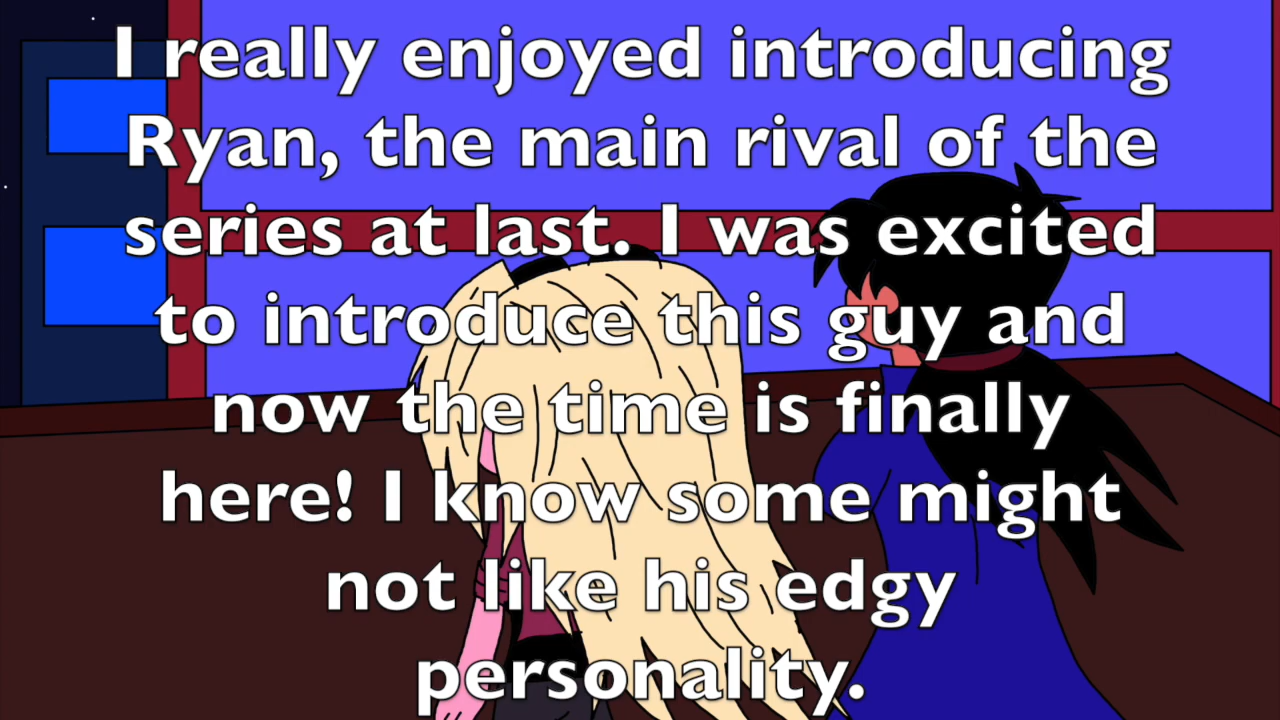 I really enjoyed introducing
Ryan, the main rival of the
series at last. I was excited
to introduce this guy and
now the time is finally
here! I know some might
not like his edgy
personality.